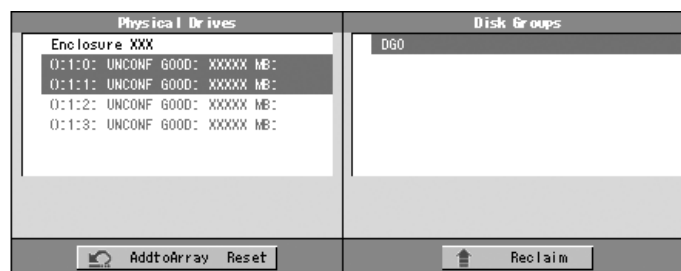 Physical Drives
Enclosure XXX
0:1:0: UNCONF GOOD: XXXXX MB:
0:1:1: UNCONF GOOD: XXXXX MB:
0:1:2: UNCONF GOOD: XXXXX MB:
0:1:3: UNCONF GOOD: XXXXX MB:
AddtoArray Reset
Disk Groups
DG0
Reclaim